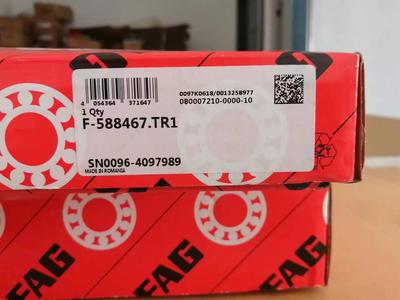 0097K0618/0013258977
0B0007210-0000-10
4 054364 371647
1 Qty
F-588467.TR1
SN0096-4097989
MADE IN ROMANIA
FAG
FAG